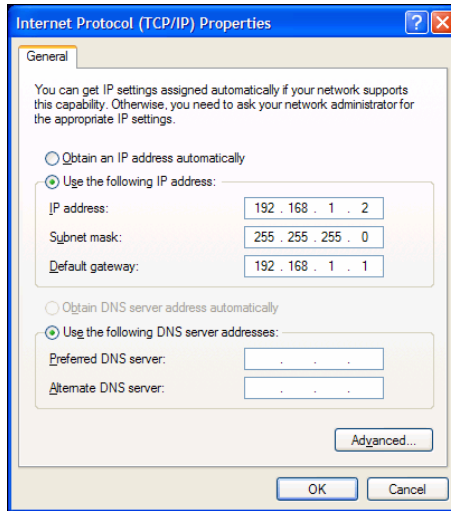 Internet Protocol (TCP/IP) Properties
General
You can get IP settings assigned automatically if your network supports
this capability. Otherwise, you need to ask your network administrator for
the appropriate IP settings.
Obtain an IP address automatically
Use the following IP address:
IP address: 192 . 168 . 1 . 2
Subnet mask: 255 . 255 . 255 . 0
Default gateway: 192 . 168 . 1 . 1
Obtain DNS server address automatically
Use the following DNS server addresses:
Preferred DNS server: . . .
Alternate DNS server: . . .
Advanced...
OK Cancel